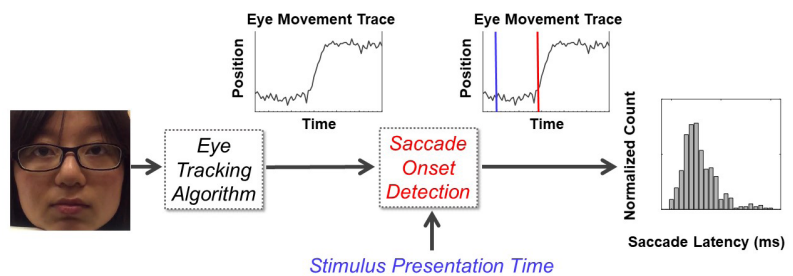 Eye Movement Trace
Position
Time
Eye Movement Trace
Position
Time
Eye
Tracking
Algorithm
Saccade
Onset
Detection
Normalized Count
Saccade Latency (ms)
Stimulus Presentation Time